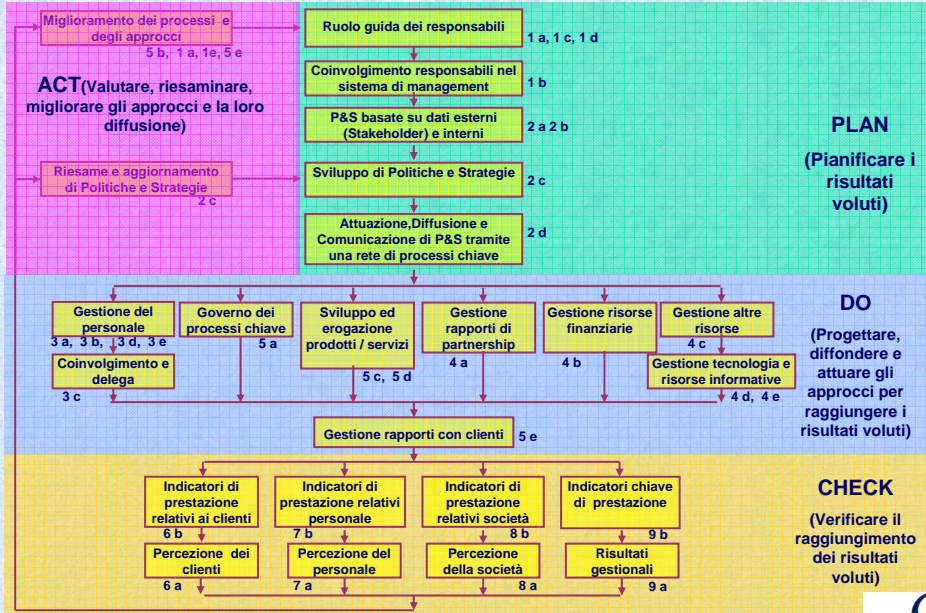 Miglioramento dei processi e
degli approcci
5 b, 1 a, 1e, 5 e
ACT(Valutare, riesaminare,
migliorare gli approcci e la loro
diffusione)
Riesame e aggiornamento
di Politiche e Strategie
2 c
Ruolo guida dei responsabili
1 a, 1 c, 1 d
Coinvolgimento responsabili nel
sistema di management
1 b
P&S basate su dati esterni
(Stakeholder) e interni
2 a 2 b
Sviluppo di Politiche e Strategie
2 c
Attuazione,Diffusione e
Comunicazione di P&S tramite
una rete di processi chiave
2 d
PLAN
(Pianificare i
risultati
voluti)
Gestione del
personale
3 a, 3 b, 3 d, 3 e
Coinvolgimento e
delega
3 c
Governo dei
processi chiave
5 a
Sviluppo ed
erogazione
prodotti / servizi
5 c, 5 d
Gestione
rapporti di
partnership
4 a
Gestione risorse
finanziarie
4 b
Gestione altre
risorse
4 c
Gestione tecnologia e
risorse informative
4 d, 4 e
DO
(Progettare,
diffondere e
attuare gli
approcci per
raggiungere i
risultati voluti)
Gestione rapporti con clienti
5 e
Indicatori di
prestazione
relativi ai clienti
6 b
Percezione dei
clienti
6 a
Indicatori di
prestazione relativi
personale
7 b
Percezione del
personale
7 a
Indicatori di
prestazione
relativi società
8 b
Percezione
della società
8 a
Indicatori chiave
di prestazione
9 b
Risultati
gestionali
9 a
CHECK
(Verificare il
raggiungimento
dei risultati
voluti)